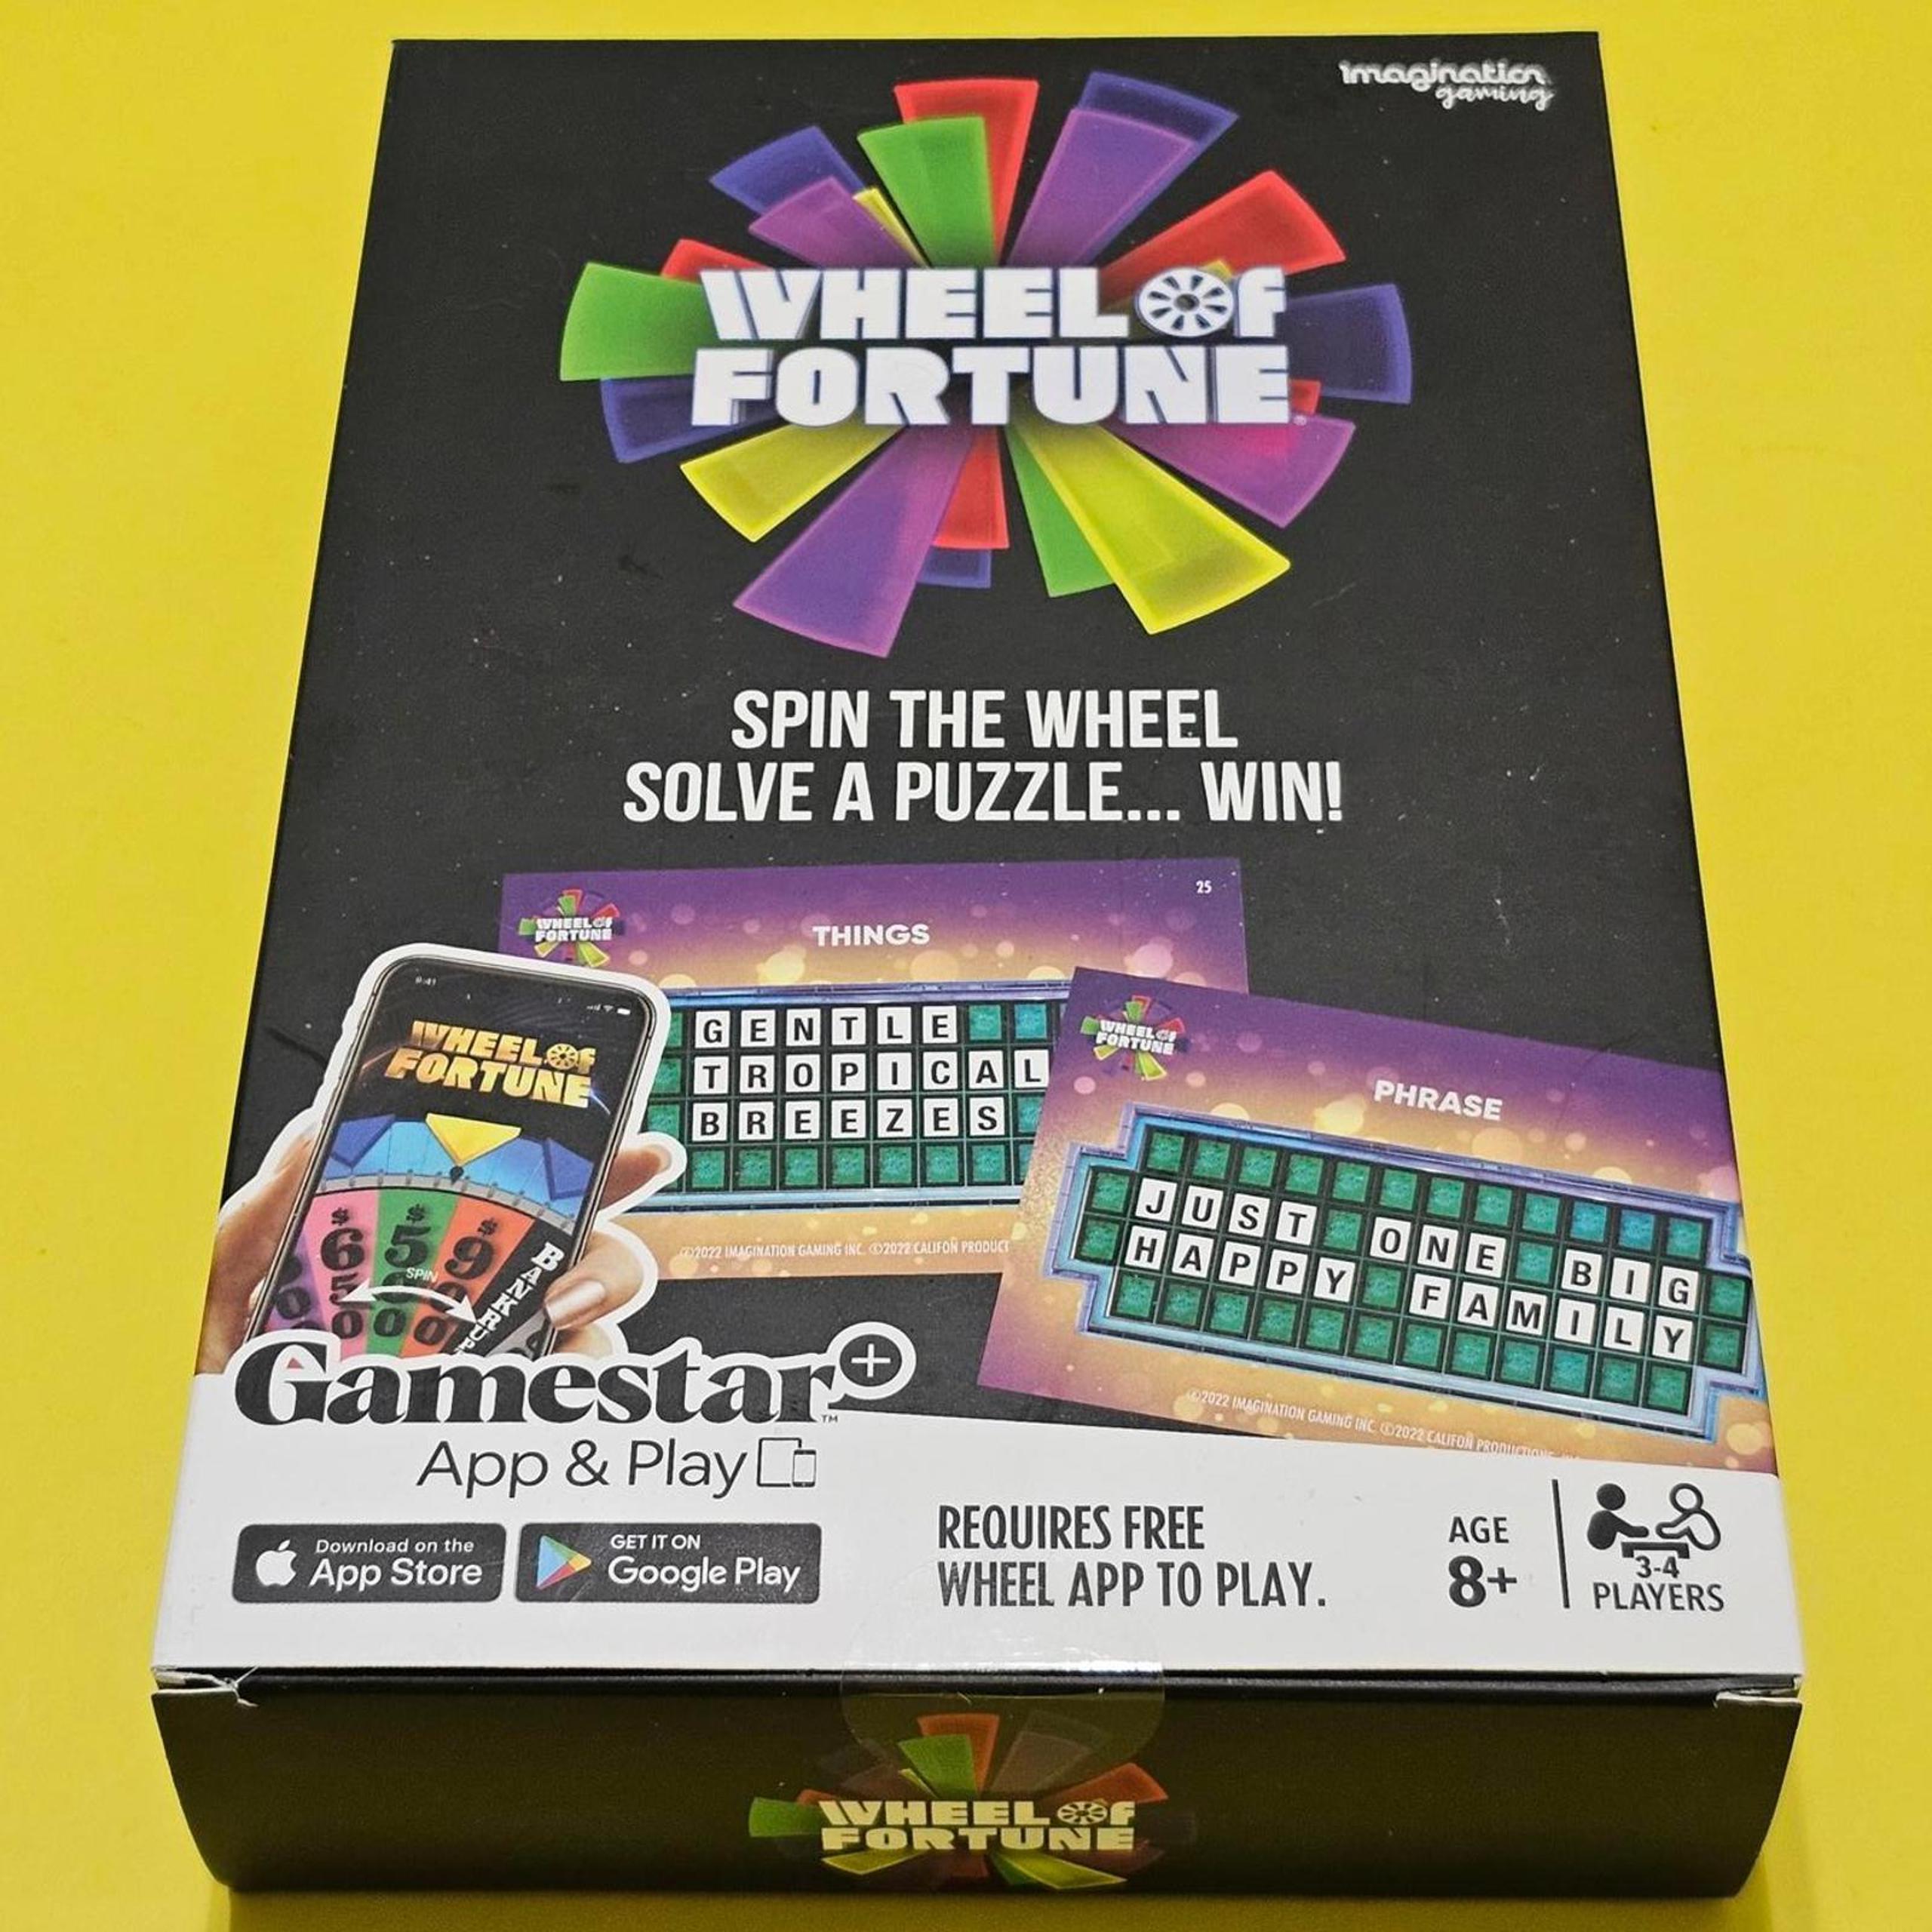 imagination
gaming
WHEEL OF
FORTUNE
SPIN THE WHEEL
SOLVE A PUZZLE... WIN!
25
WHEEL OF
FORTUNE
THINGS
GENTLE
TROPICAL
BREEZES
©2022 IMAGINATION GAMING INC. ©2022 CALIFON PRODUCT
WHEEL OF
FORTUNE
PHRASE
JUST ONE BIG
HAPPY FAMILY
©2022 IMAGINATION GAMING INC. ©2022 CALIFON PRODUCTIONS,
9:41
WHEEL OF
FORTUNE
$650
$500
$900
BANKRUPT
SPIN
Gamestar+™
App & Play
Download on the
App Store
GET IT ON
Google Play
REQUIRES FREE
WHEEL APP TO PLAY.
AGE
8+
3-4
PLAYERS
WHEEL OF
FORTUNE